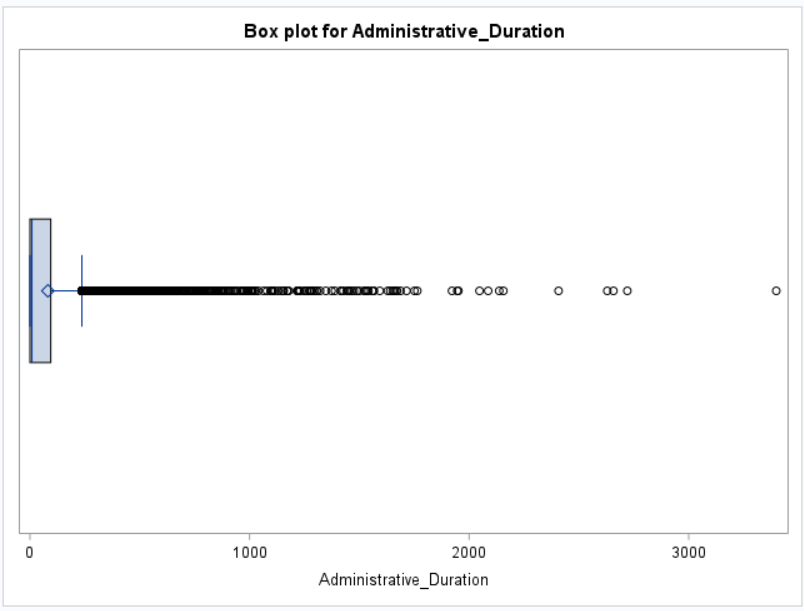 Box plot for Administrative_Duration
0 1000 2000 3000
Administrative_Duration